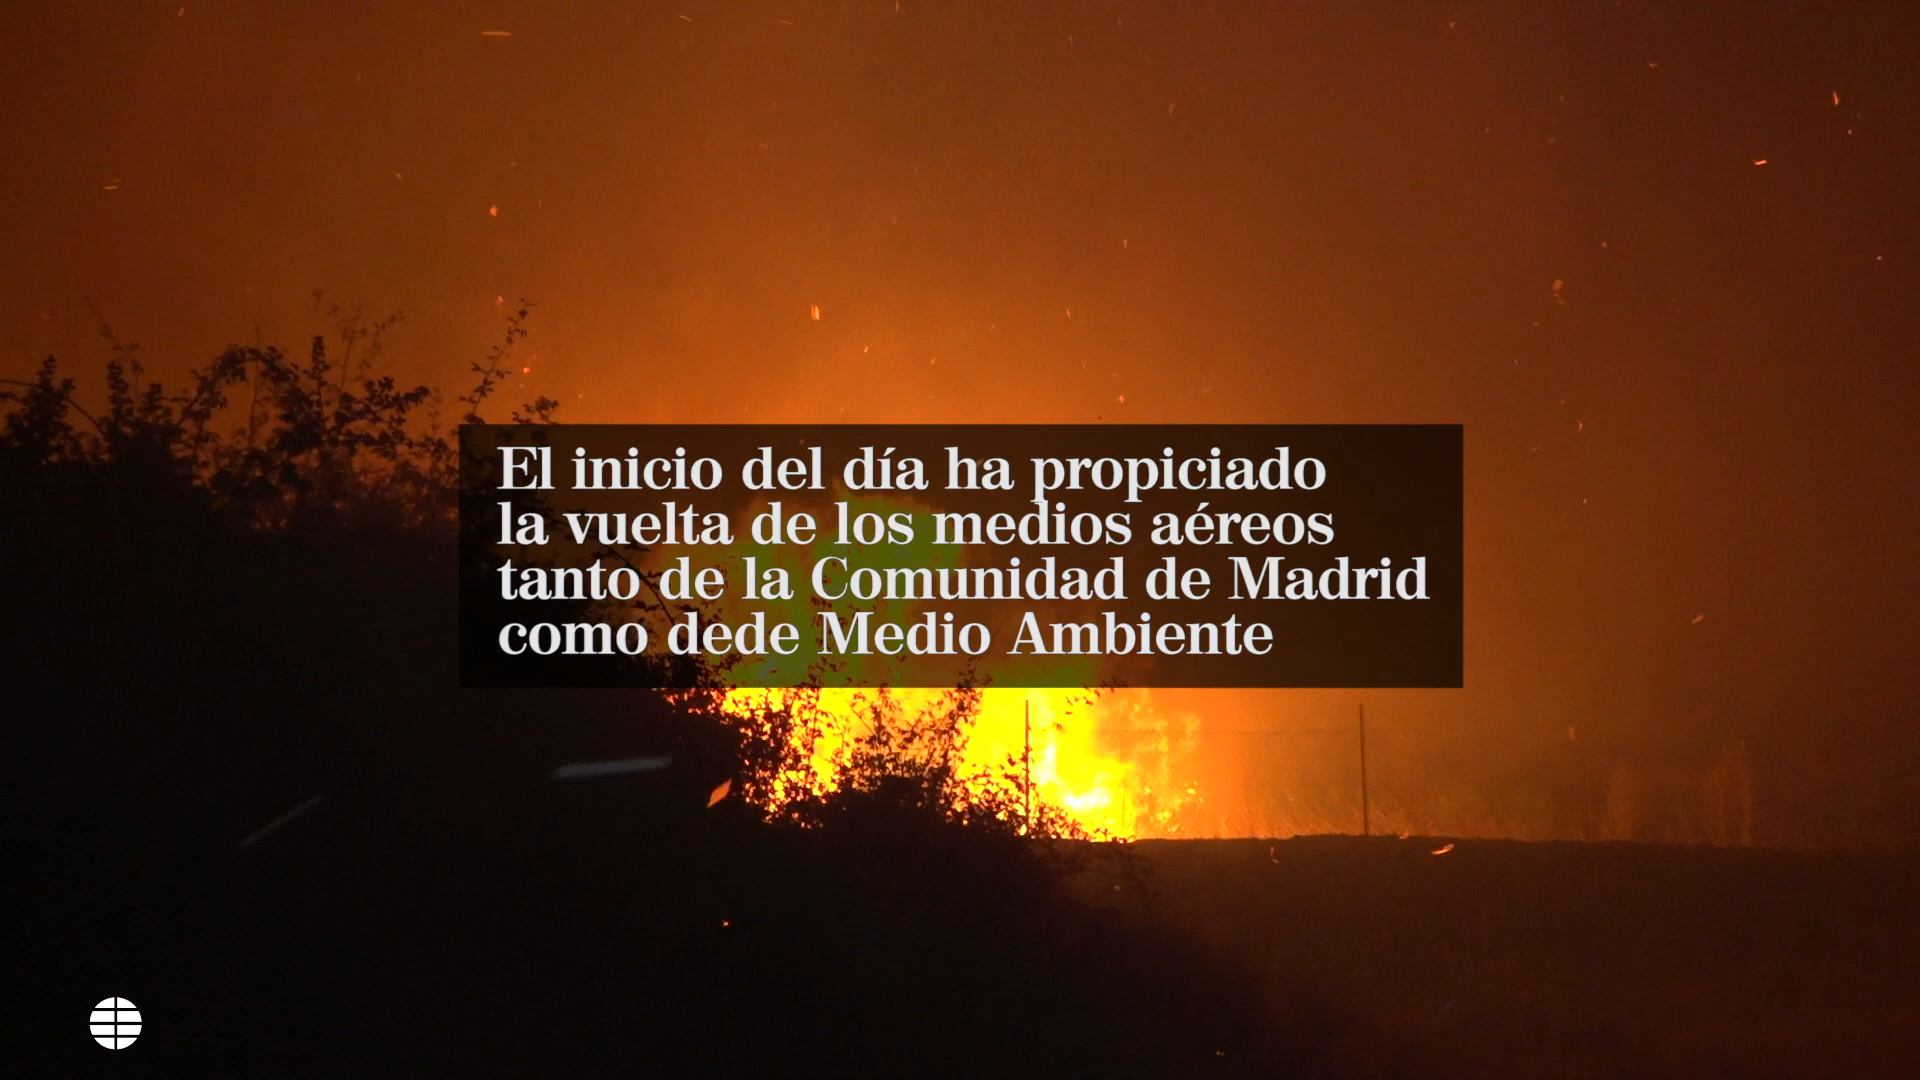 El inicio del día ha propiciado
la vuelta de los medios aéreos
tanto de la Comunidad de Madrid
como dede Medio Ambiente